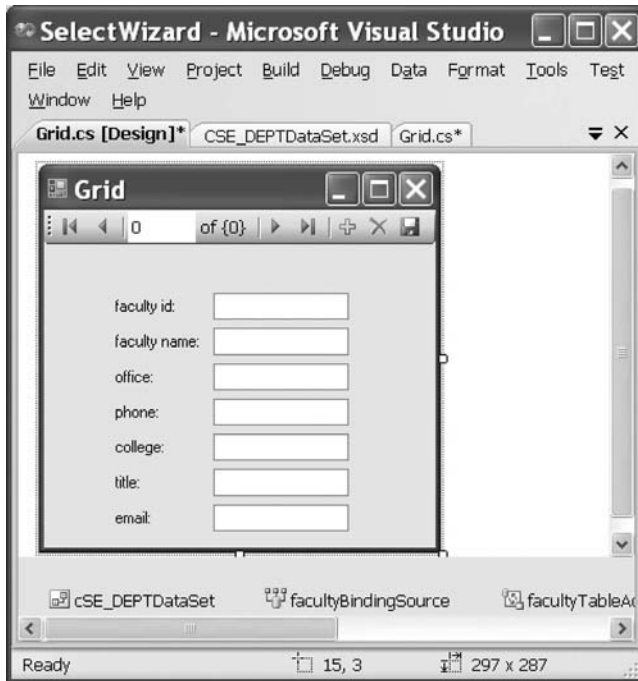 SelectWizard - Microsoft Visual Studio
File Edit View Project Build Debug Data Format Tools Test
Window Help
Grid.cs [Design]* CSE_DEPTDataSet.xsd Grid.cs*
Grid
0 of {0}
faculty id:
faculty name:
office:
phone:
college:
title:
email:
cSE_DEPTDataSet facultyBindingSource facultyTableAd
Ready 15, 3 297 x 287